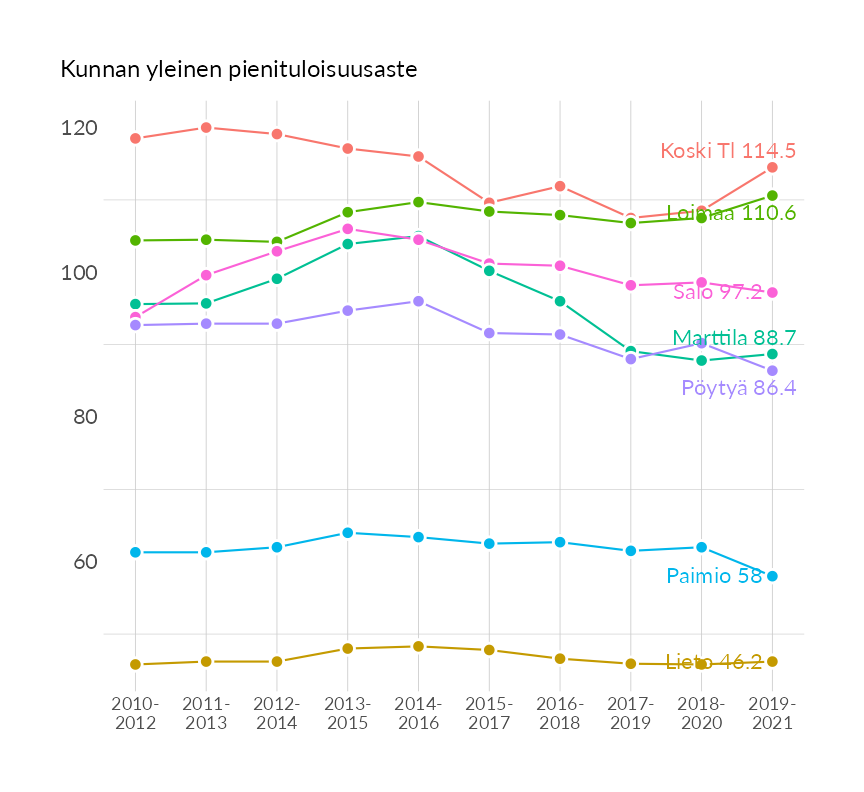 Kunnan yleinen pienituloisuusaste
120
Koski Tl 114.5
Loimaa 110.6
100
Salo 97.2
Marttila 88.7
Pöytyä 86.4
80
60
Paimio 58
Lieto 46.2
2010- 2011- 2012- 2013- 2014- 2015- 2016- 2017- 2018- 2019-
2012 2013 2014 2015 2016 2017 2018 2019 2020 2021